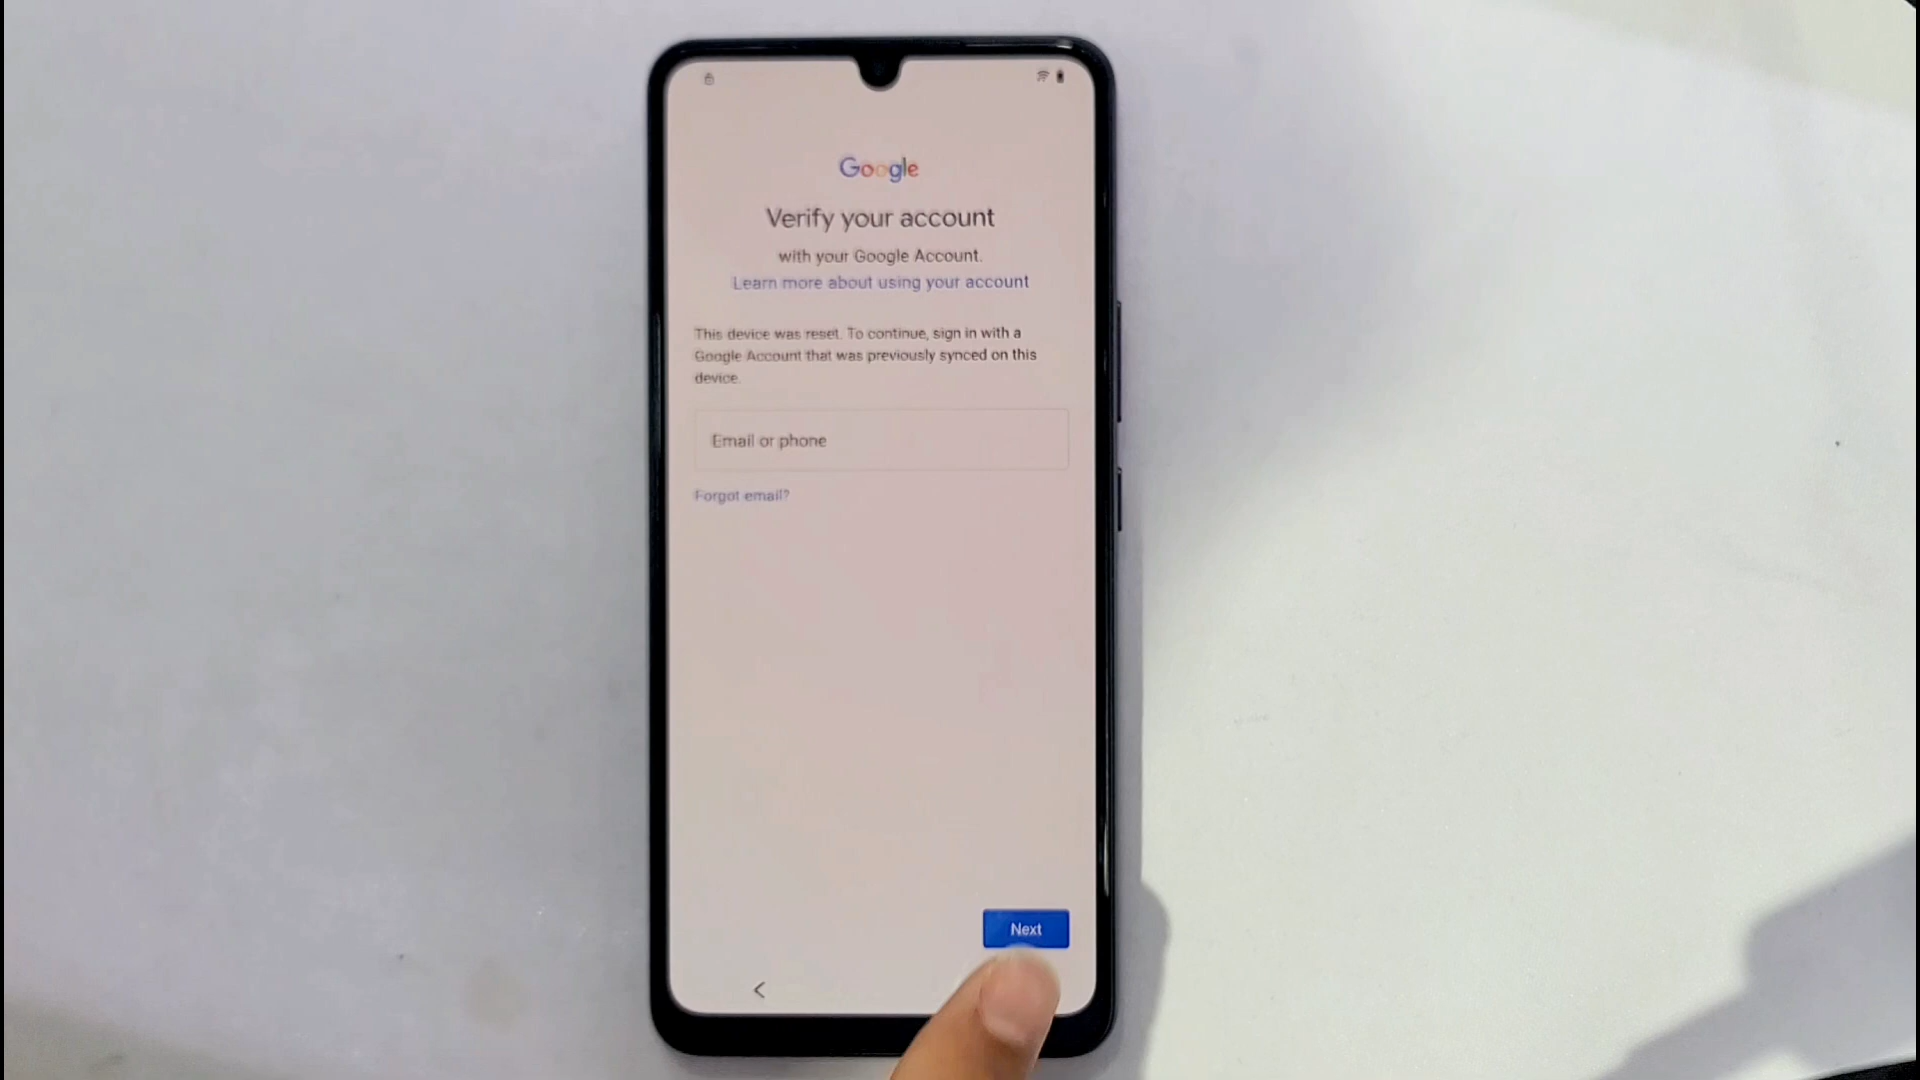 Google
Verify your account
with your Google Account.
Learn more about using your account
This device was reset. To continue, sign in with a
Google Account that was previously synced on this
device.
Email or phone
Forgot email?
Next